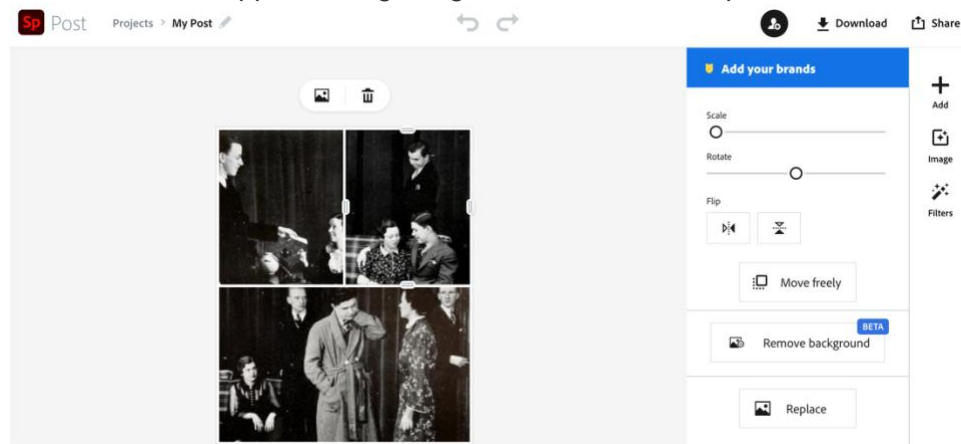 Sp Post Projects > My Post Download Share
Add your brands
Scale
Rotate
Flip
Move freely
BETA
Remove background
Replace
Add
Image
Filters